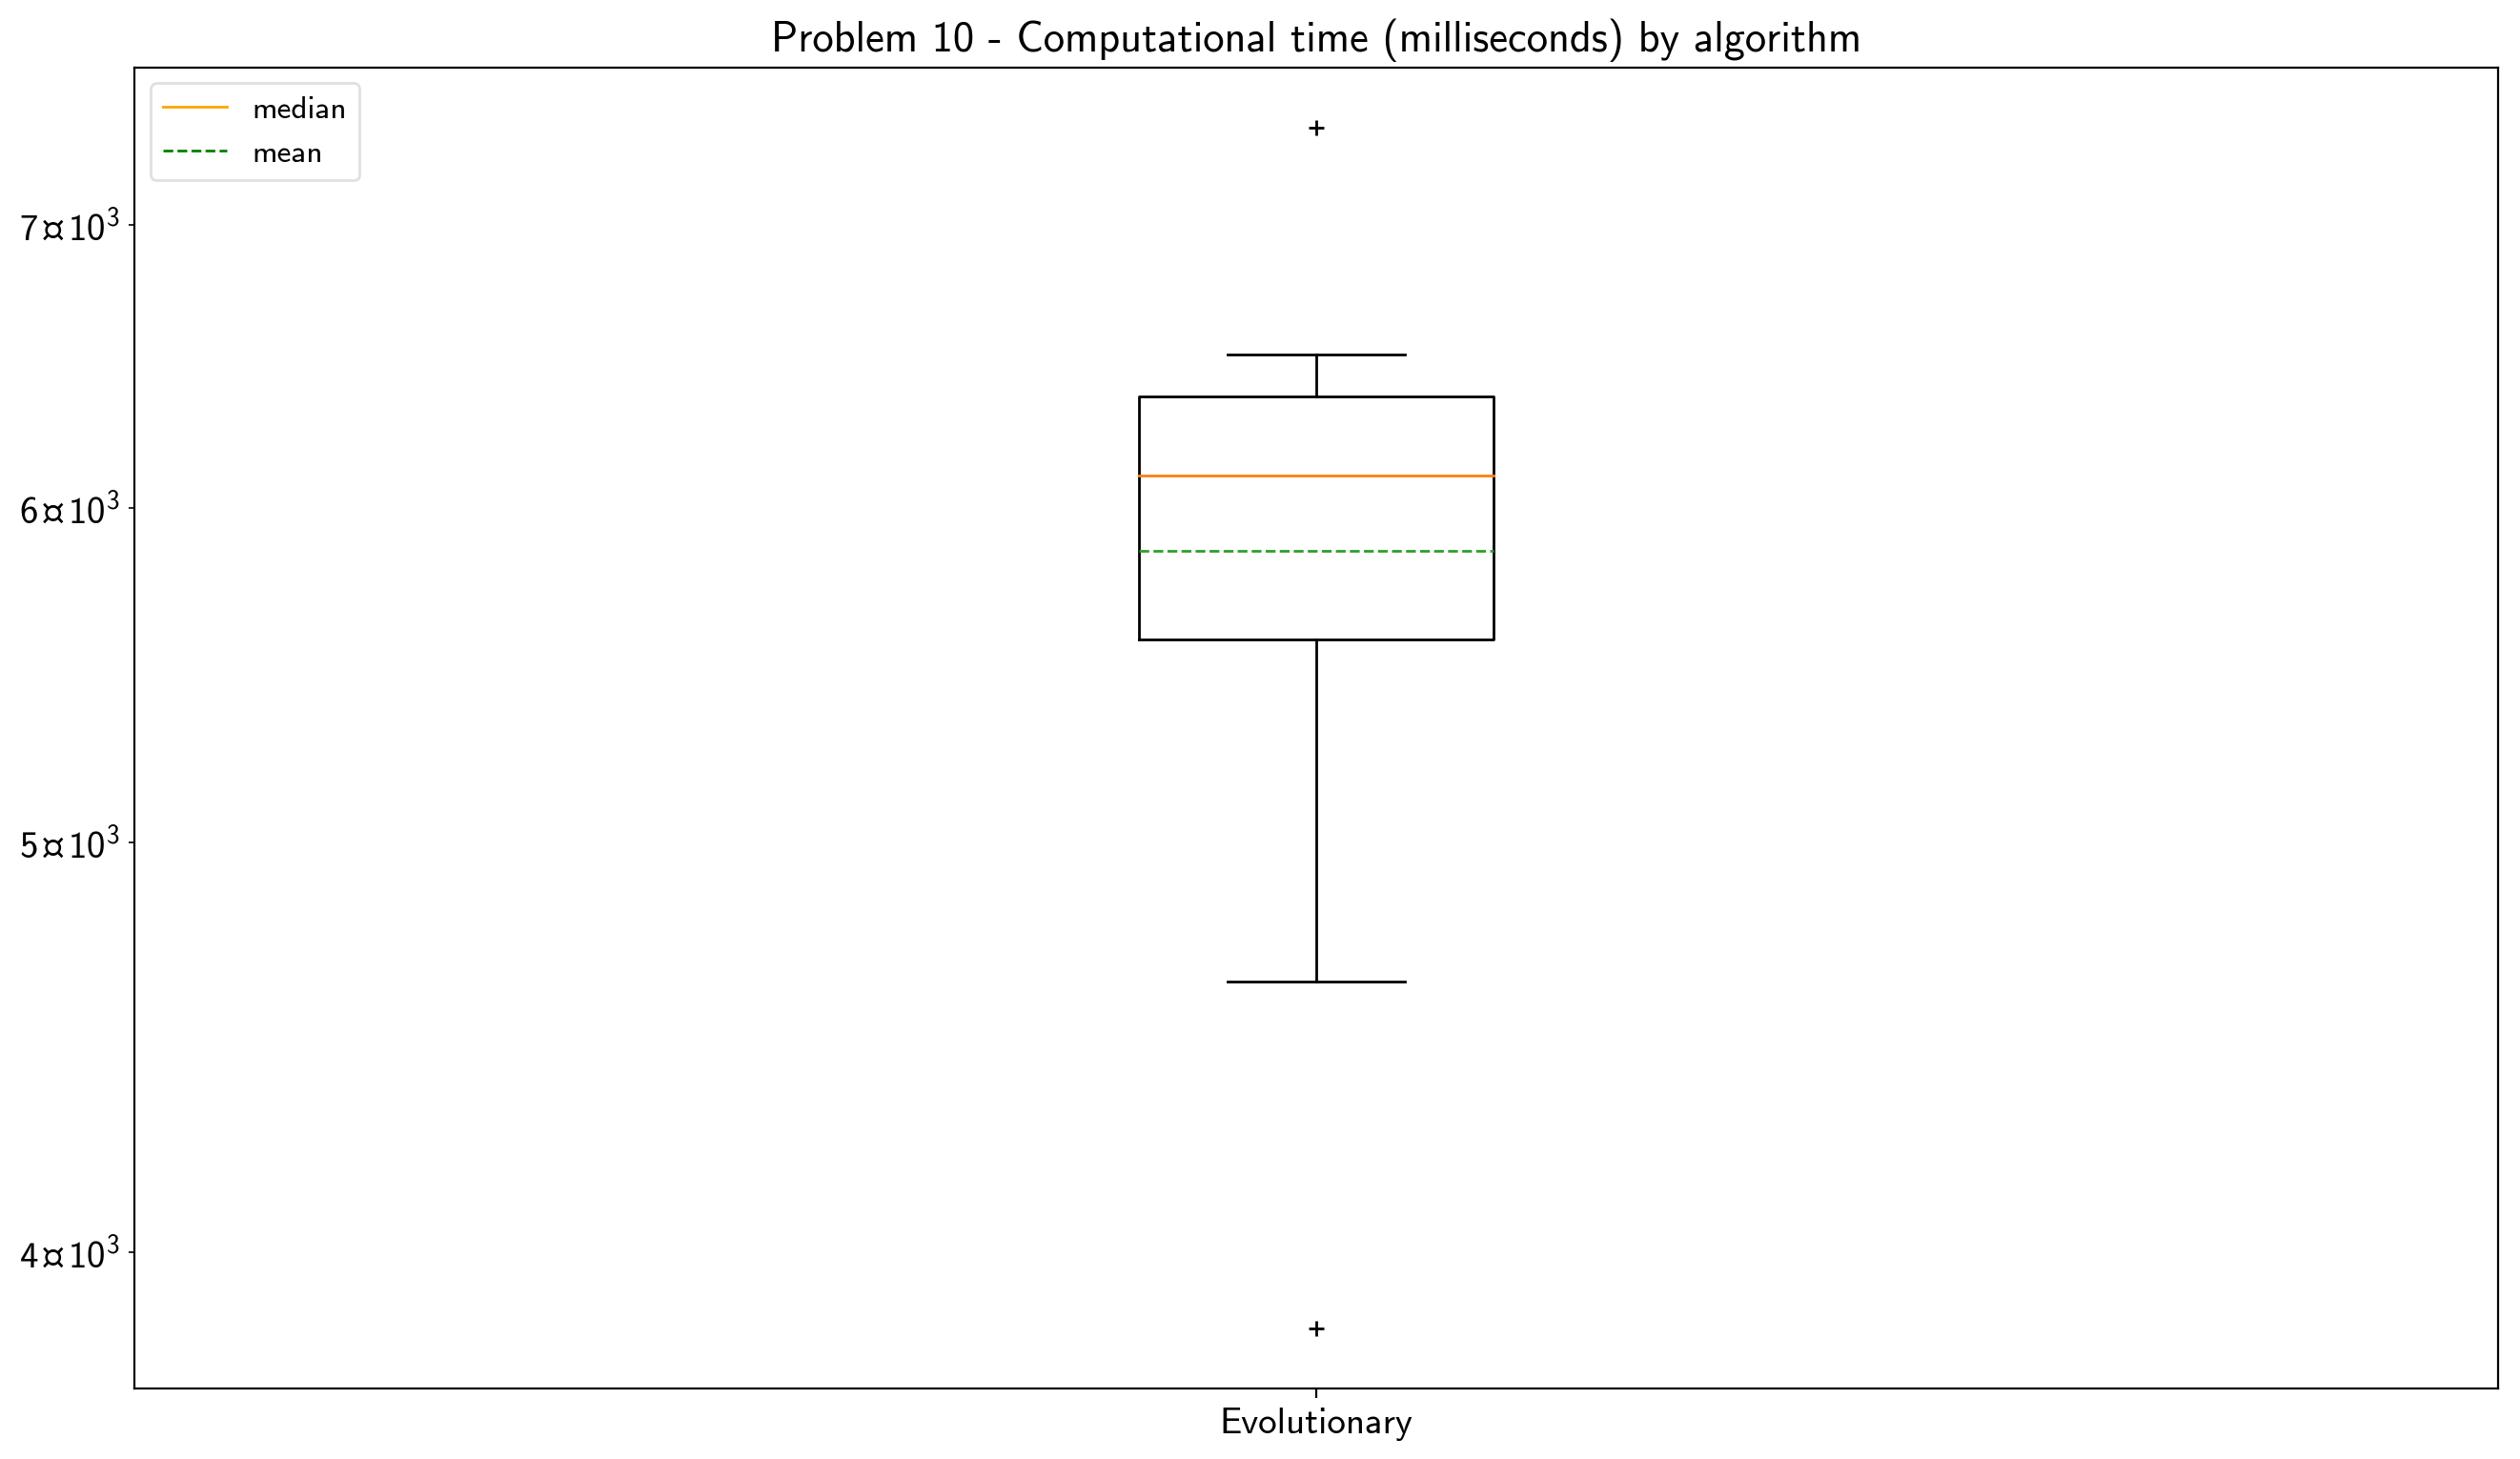 Problem 10 - Computational time (milliseconds) by algorithm
median
mean
7¤10³
6¤10³
5¤10³
4¤10³
Evolutionary